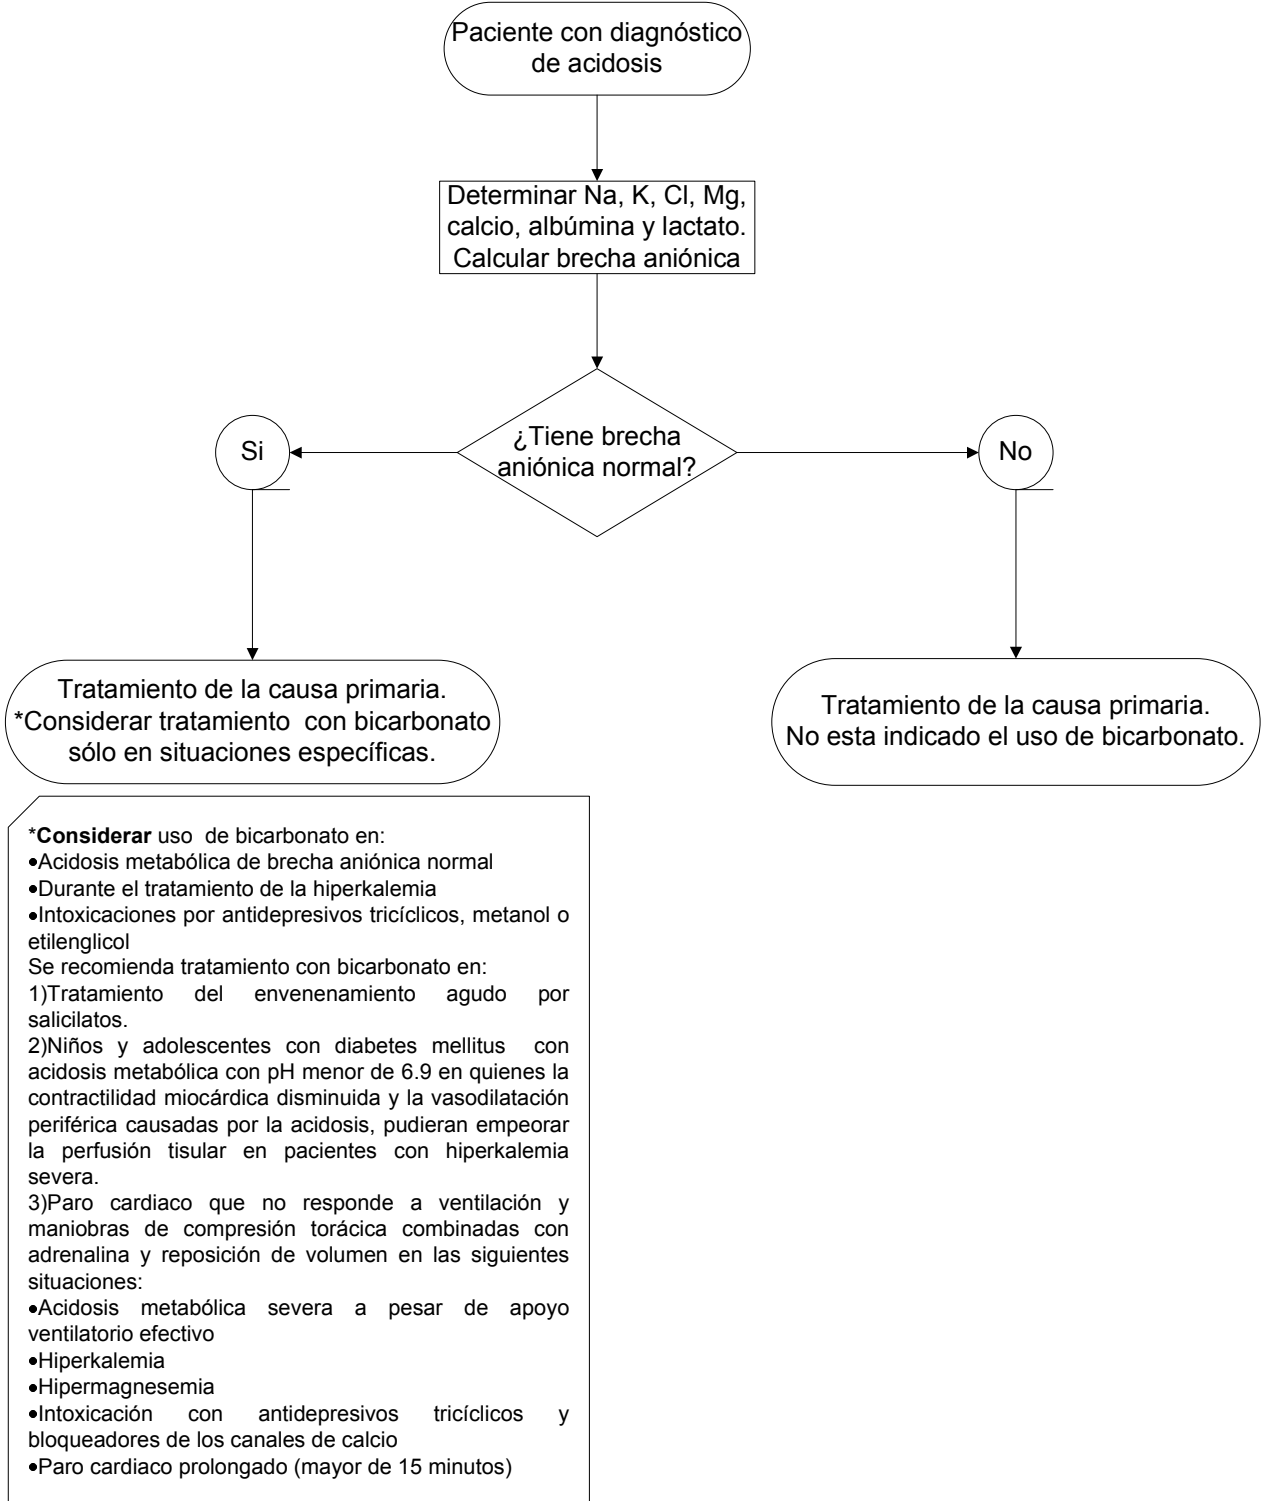 Paciente con diagnóstico
de acidosis
Determinar Na, K, Cl, Mg,
calcio, albúmina y lactato.
Calcular brecha aniónica
¿Tiene brecha
aniónica normal?
Si
No
Tratamiento de la causa primaria.
*Considerar tratamiento con bicarbonato
sólo en situaciones específicas.
Tratamiento de la causa primaria.
No esta indicado el uso de bicarbonato.
*Considerar uso de bicarbonato en:
•Acidosis metabólica de brecha aniónica normal
•Durante el tratamiento de la hiperkalemia
•Intoxicaciones por antidepresivos tricíclicos, metanol o
etilenglicol
Se recomienda tratamiento con bicarbonato en:
1)Tratamiento del envenenamiento agudo por
salicilatos.
2)Niños y adolescentes con diabetes mellitus con
acidosis metabólica con pH menor de 6.9 en quienes la
contractilidad miocárdica disminuida y la vasodilatación
periférica causadas por la acidosis, pudieran empeorar
la perfusión tisular en pacientes con hiperkalemia
severa.
3)Paro cardiaco que no responde a ventilación y
maniobras de compresión torácica combinadas con
adrenalina y reposición de volumen en las siguientes
situaciones:
•Acidosis metabólica severa a pesar de apoyo
ventilatorio efectivo
•Hiperkalemia
•Hipermagnesemia
•Intoxicación con antidepresivos tricíclicos y
bloqueadores de los canales de calcio
•Paro cardiaco prolongado (mayor de 15 minutos)